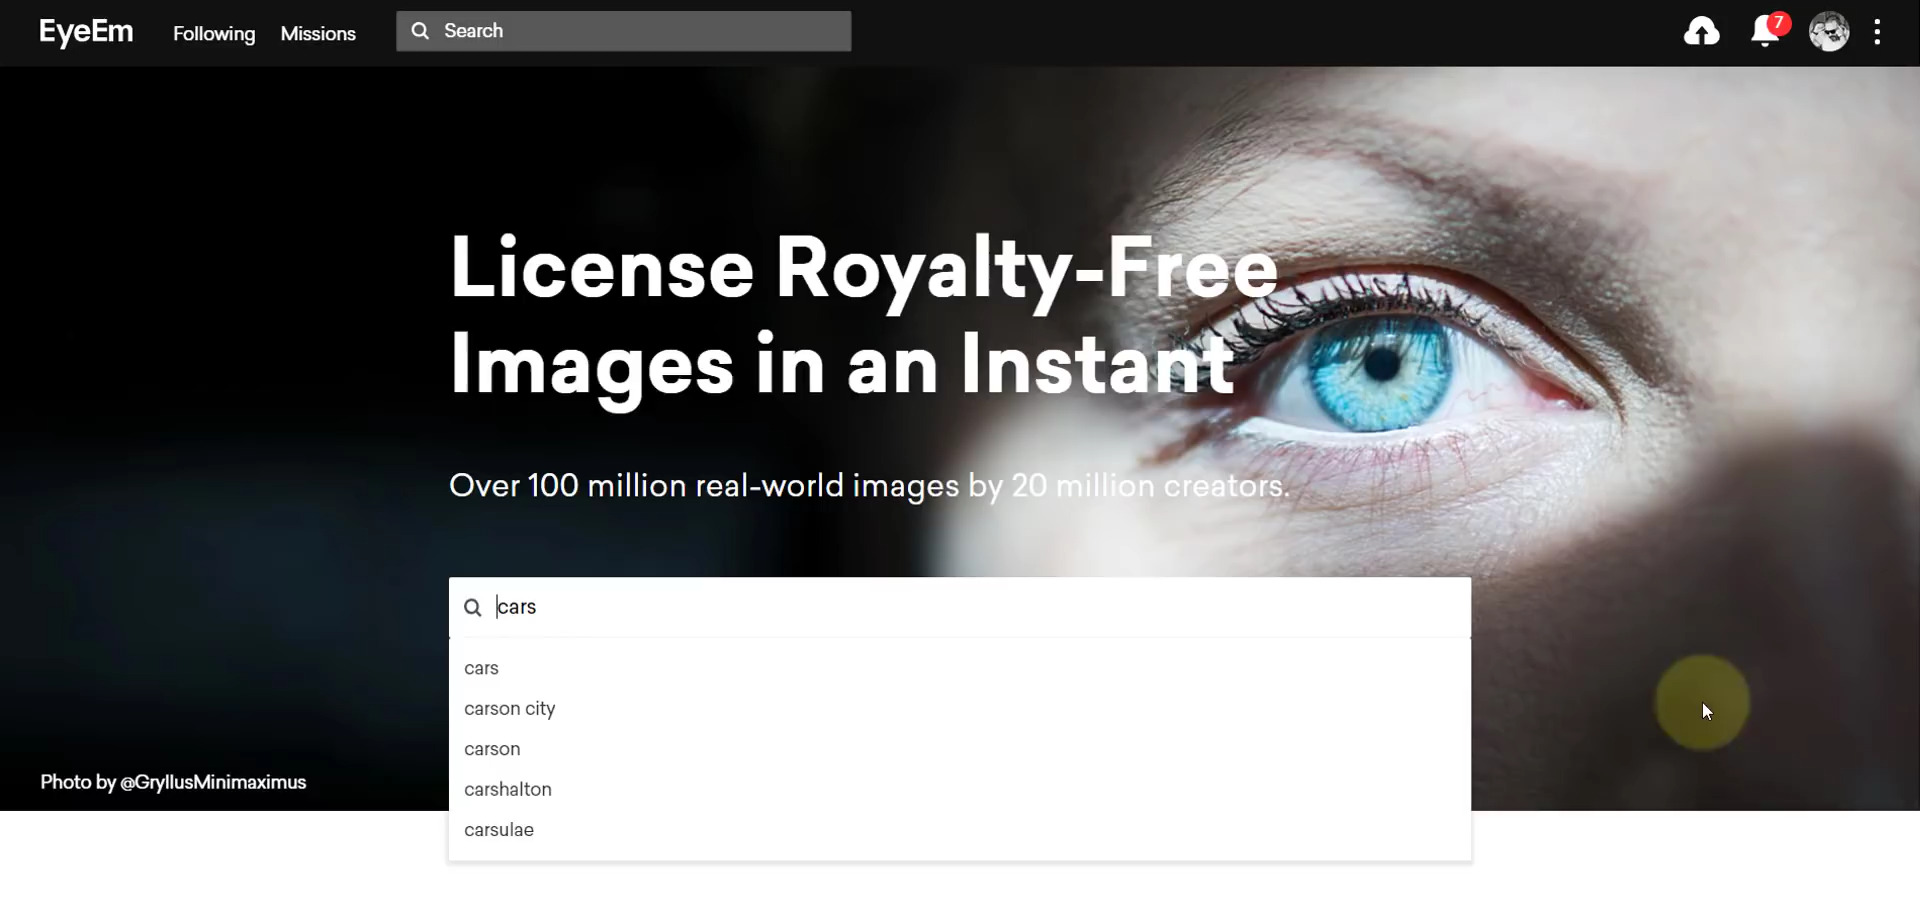 EyeEm
Following
Missions
Search
7
License Royalty-Free
Images in an Instant
Over 100 million real-world images by 20 million creators.
cars
cars
carson city
carson
carshalton
carsulae
Photo by @GryllusMinimaximus